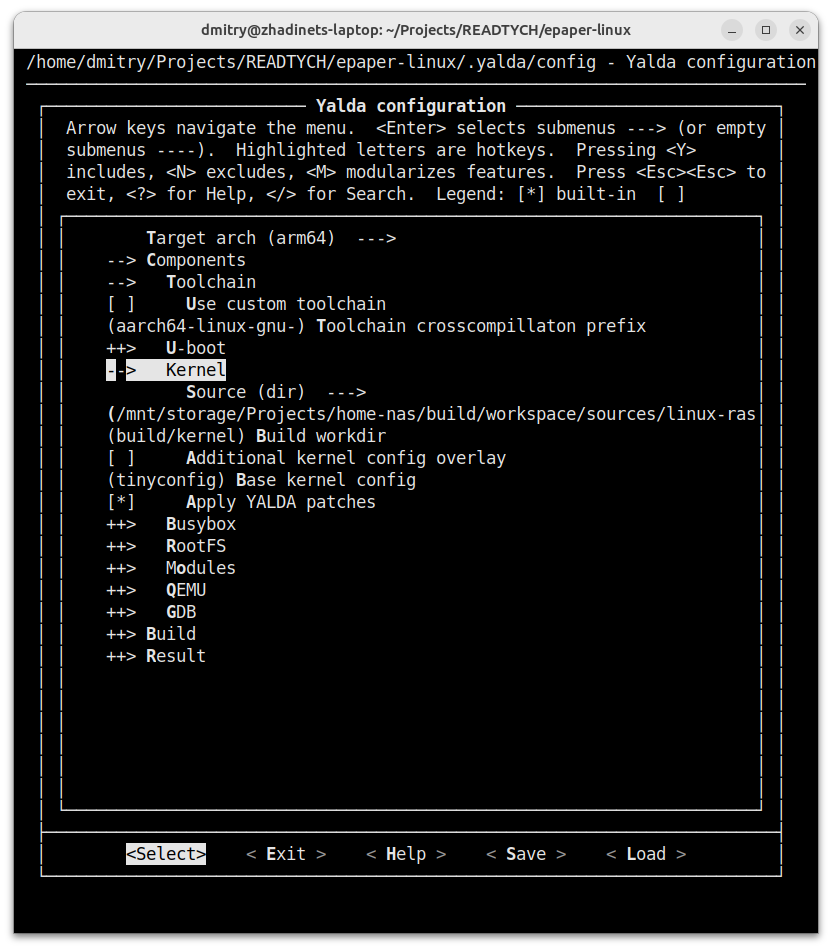 dmitry@zhadinets-laptop: ~/Projects/READTYCH/epaper-linux
/home/dmitry/Projects/READTYCH/epaper-linux/.yalda/config - Yalda configuration
Yalda configuration
Arrow keys navigate the menu.  <Enter> selects submenus ---> (or empty
submenus ----).  Highlighted letters are hotkeys.  Pressing <Y>
includes, <N> excludes, <M> modularizes features.  Press <Esc><Esc> to
exit, <?> for Help, </> for Search.  Legend: [*] built-in  [ ]
Target arch (arm64)  --->
--> Components
-->   Toolchain
[ ]     Use custom toolchain
(aarch64-linux-gnu-) Toolchain crosscompillaton prefix
++>   U-boot
-->   Kernel
Source (dir)  --->
(/mnt/storage/Projects/home-nas/build/workspace/sources/linux-ras
(build/kernel) Build workdir
[ ]     Additional kernel config overlay
(tinyconfig) Base kernel config
[*]     Apply YALDA patches
++>   Busybox
++>   RootFS
++>   Modules
++>   QEMU
++>   GDB
++> Build
++> Result
<Select>    < Exit >    < Help >    < Save >    < Load >